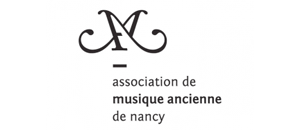 association de
musique ancienne
de nancy